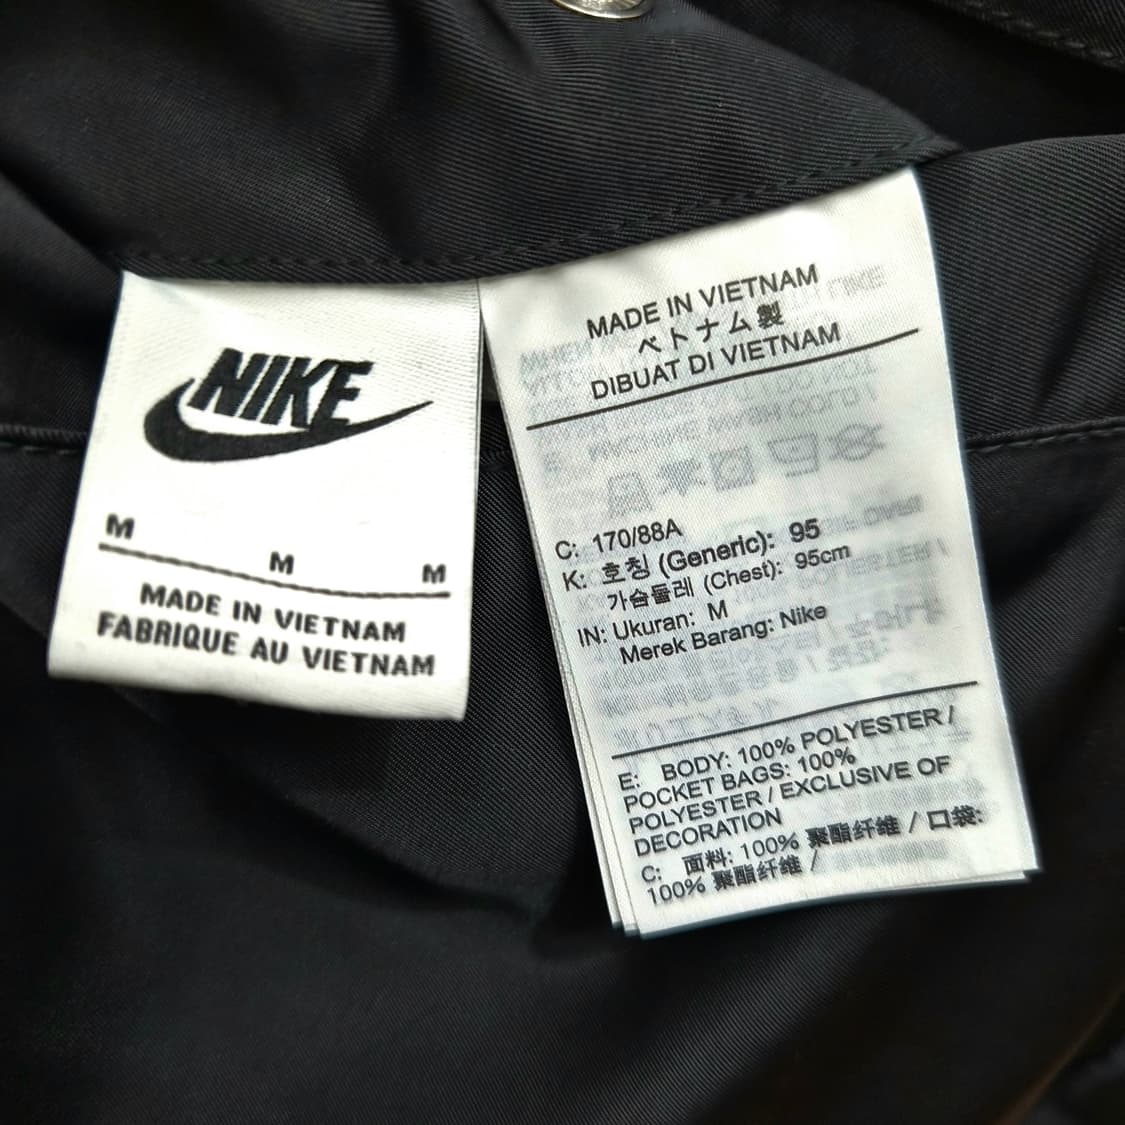 NIKE
M
M
M
MADE IN VIETNAM
FABRIQUE AU VIETNAM
MADE IN VIETNAM
ベトナム製
DIBUAT DI VIETNAM
C: 170/88A
K: 호칭 (Generic): 95
가슴둘레 (Chest): 95cm
IN: Ukuran: M
Merek Barang: Nike
E: BODY: 100% POLYESTER /
POCKET BAGS: 100%
POLYESTER / EXCLUSIVE OF
DECORATION
C: 面料: 100% 聚酯纤维 / 口袋:
100% 聚酯纤维 /